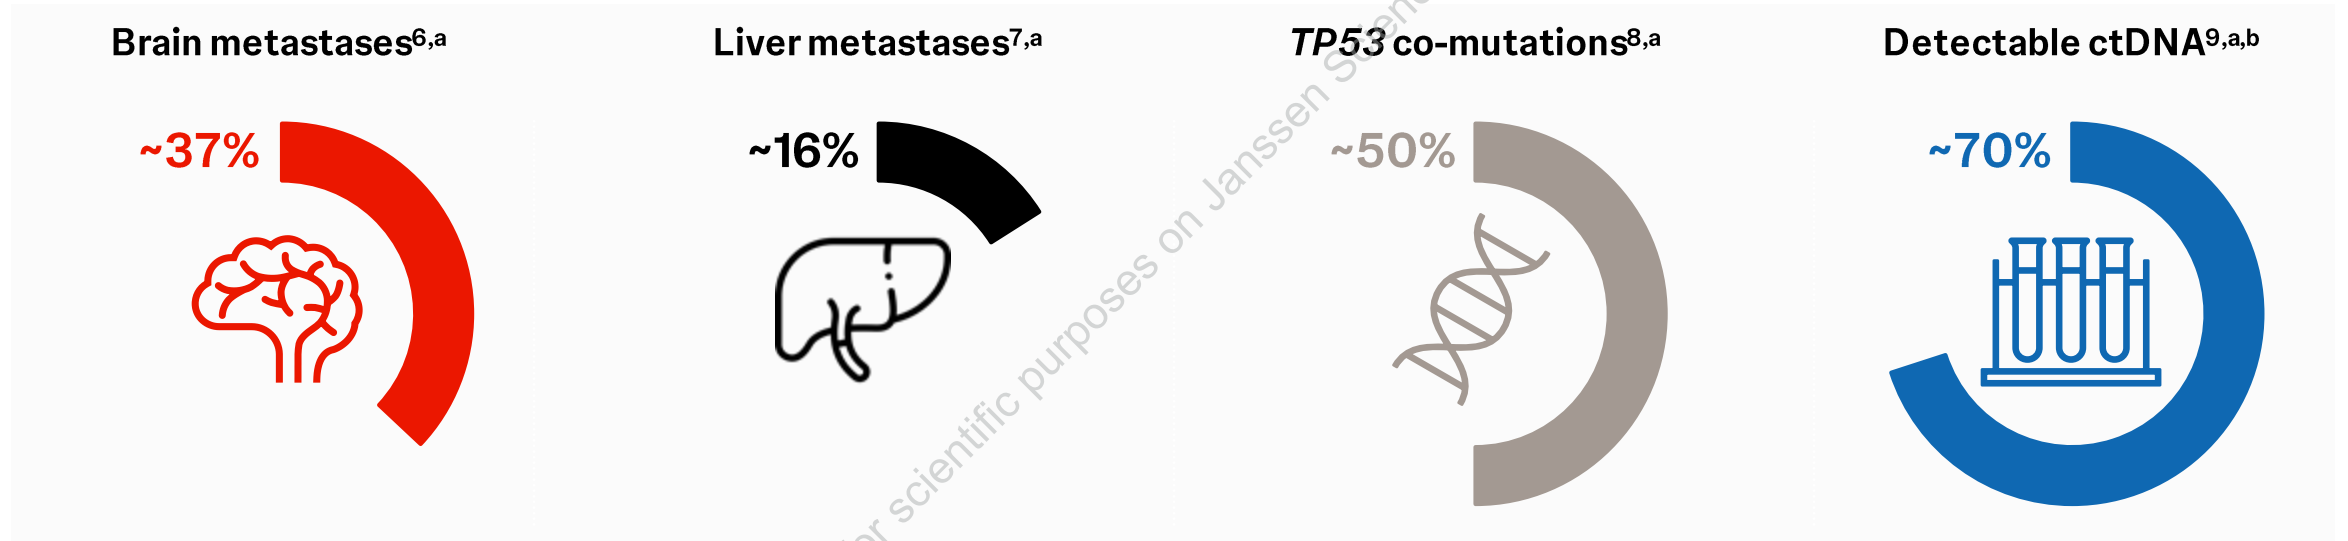 Brain metastases6,a
Liver metastases7,a
TP53 co-mutations8,a
Detectable ctDNA9,a,b
~37%
~16%
~50%
~70%
scientific purposes on Janssen